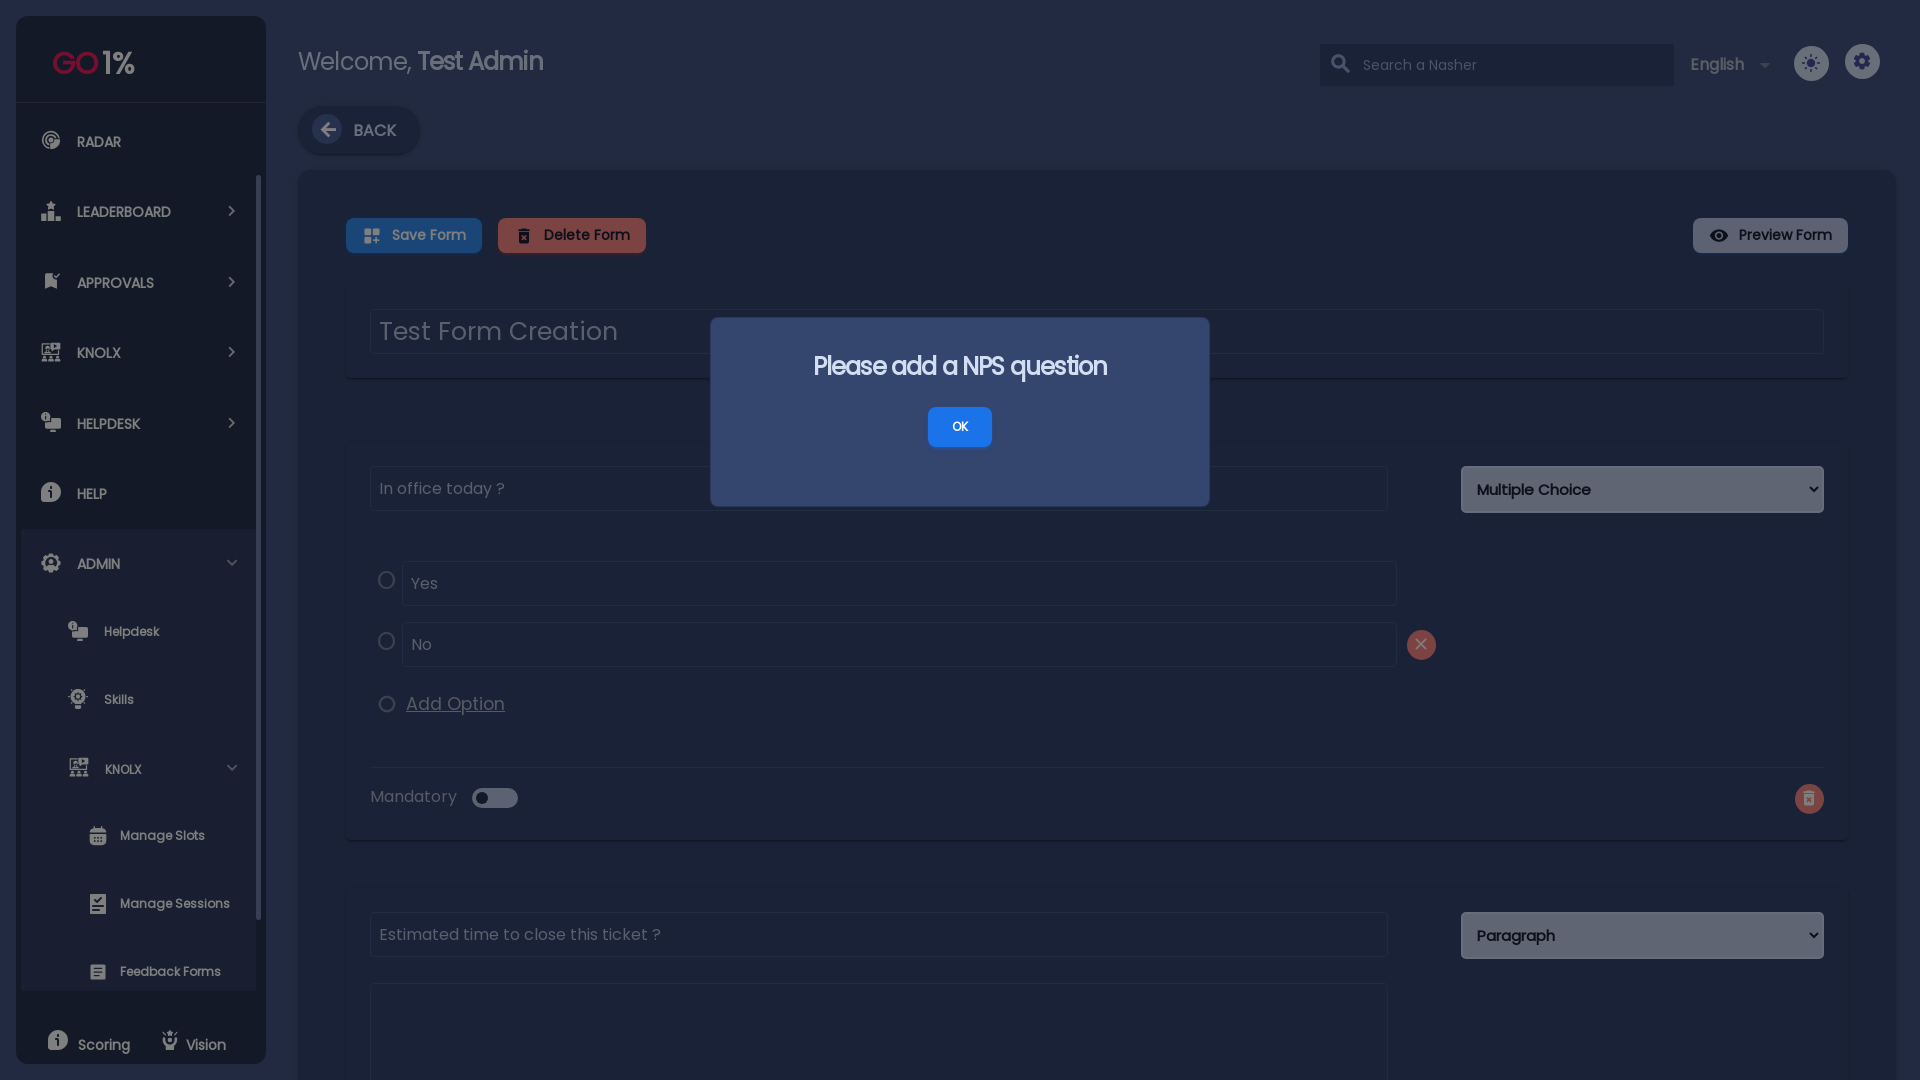 GO 1%
RADAR
LEADERBOARD
APPROVALS
KNOLX
HELPDESK
HELP
ADMIN
Helpdesk
Skills
KNOLX
Manage Slots
Manage Sessions
Feedback Forms
Scoring
Vision
Welcome, Test Admin
Search a Nasher
English
BACK
Save Form
Delete Form
Preview Form
Test Form Creation
Please add a NPS question
OK
In office today ?
Multiple Choice
Yes
No
Add Option
Mandatory
Estimated time to close this ticket ?
Paragraph